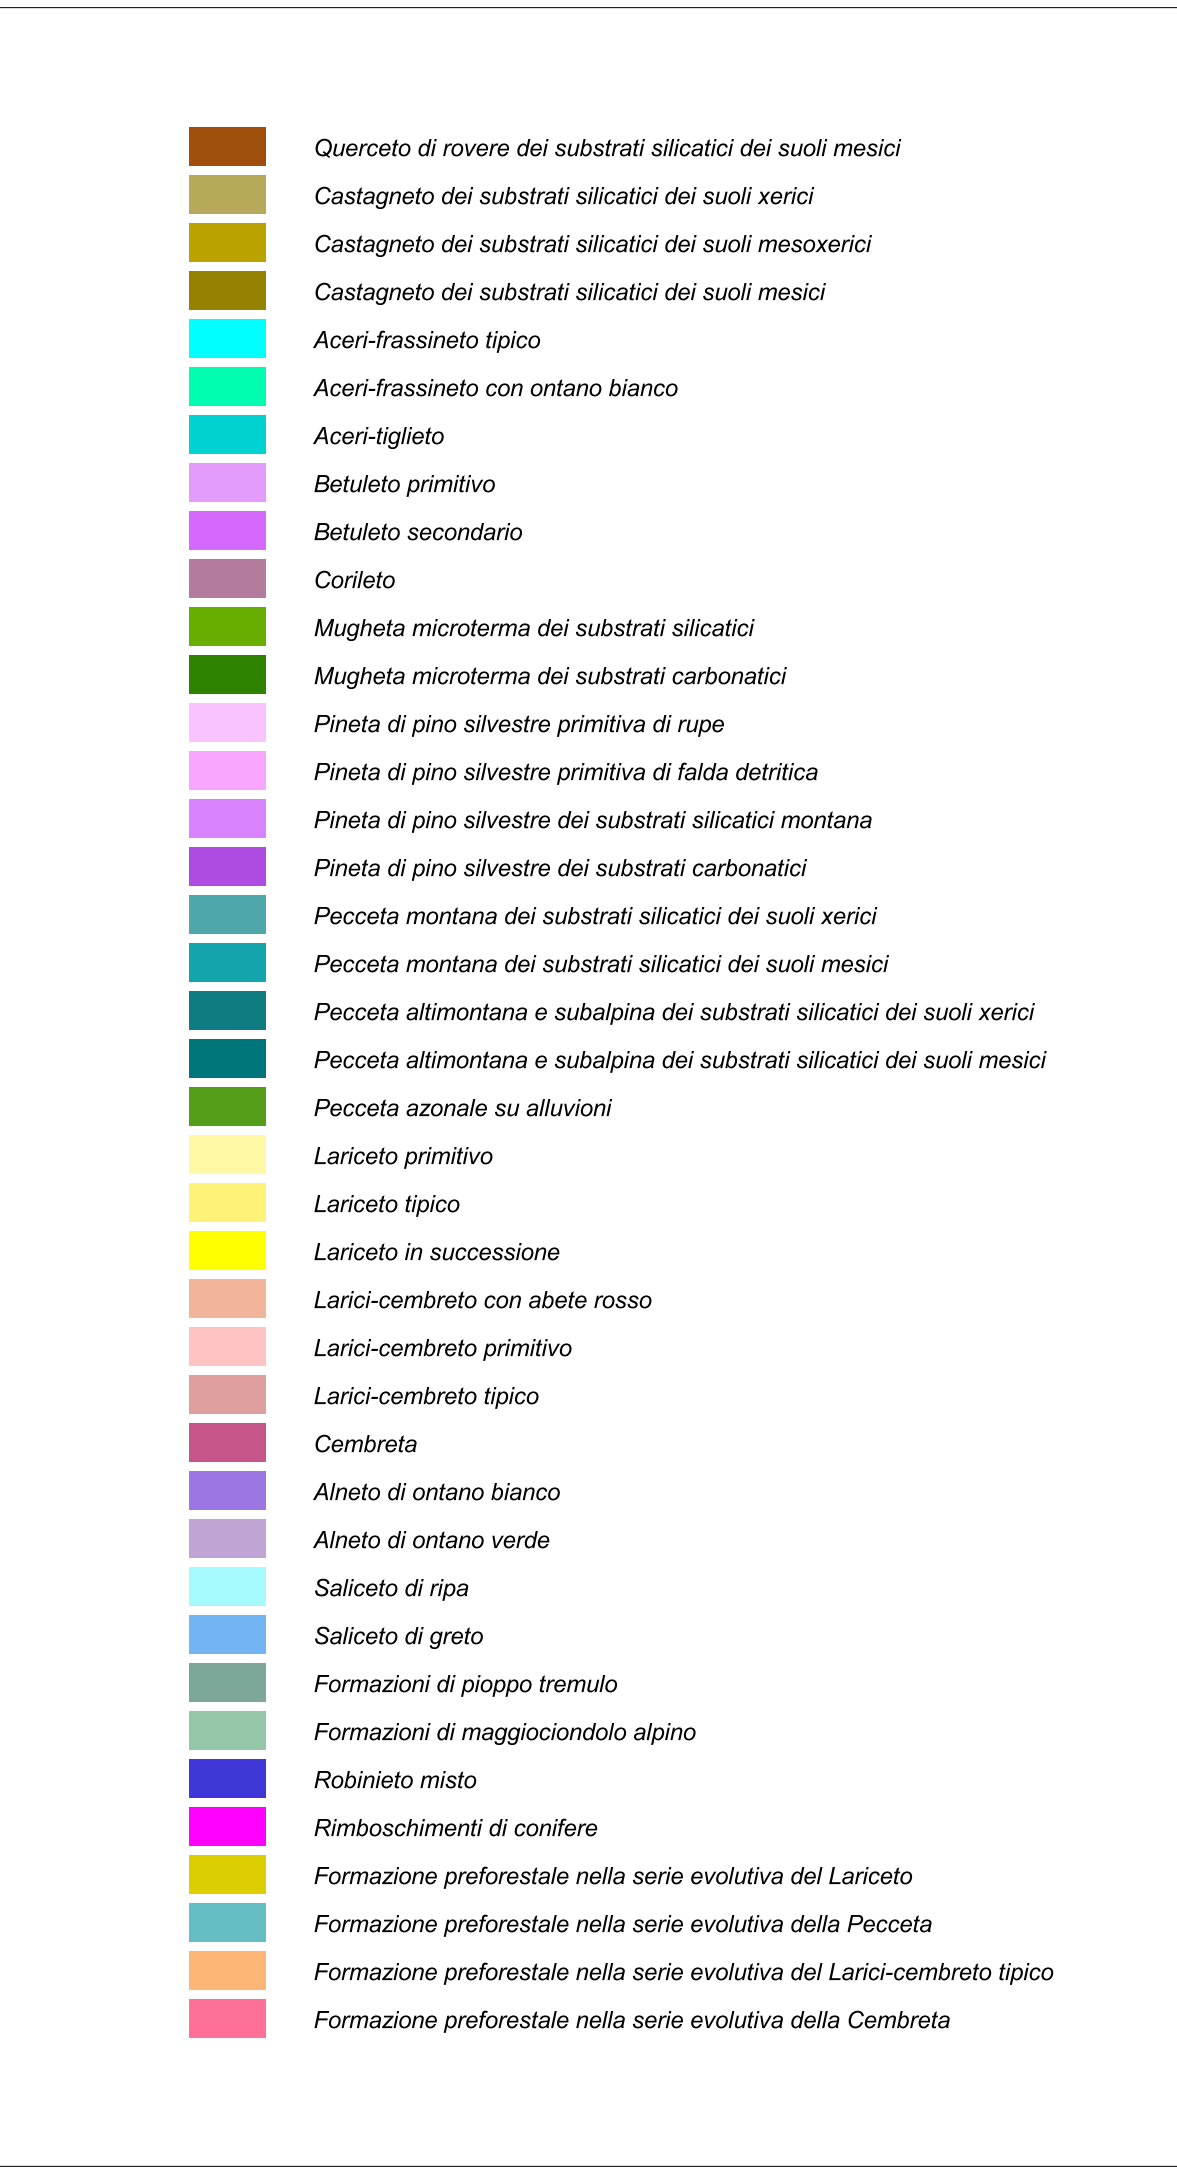 Querceto di rovere dei substrati silicatici dei suoli mesici
Castagneto dei substrati silicatici dei suoli xerici
Castagneto dei substrati silicatici dei suoli mesoxerici
Castagneto dei substrati silicatici dei suoli mesici
Aceri-frassineto tipico
Aceri-frassineto con ontano bianco
Aceri-tiglieto
Betuleto primitivo
Betuleto secondario
Corileto
Mugheta microterma dei substrati silicatici
Mugheta microterma dei substrati carbonatici
Pineta di pino silvestre primitiva di rupe
Pineta di pino silvestre primitiva di falda detritica
Pineta di pino silvestre dei substrati silicatici montana
Pineta di pino silvestre dei substrati carbonatici
Pecceta montana dei substrati silicatici dei suoli xerici
Pecceta montana dei substrati silicatici dei suoli mesici
Pecceta altimontana e subalpina dei substrati silicatici dei suoli xerici
Pecceta altimontana e subalpina dei substrati silicatici dei suoli mesici
Pecceta azonale su alluvioni
Lariceto primitivo
Lariceto tipico
Lariceto in successione
Larici-cembreto con abete rosso
Larici-cembreto primitivo
Larici-cembreto tipico
Cembreta
Alneto di ontano bianco
Alneto di ontano verde
Saliceto di ripa
Saliceto di greto
Formazioni di pioppo tremulo
Formazioni di maggiociondolo alpino
Robinieto misto
Rimboschimenti di conifere
Formazione preforestale nella serie evolutiva del Lariceto
Formazione preforestale nella serie evolutiva della Pecceta
Formazione preforestale nella serie evolutiva del Larici-cembreto tipico
Formazione preforestale nella serie evolutiva della Cembreta